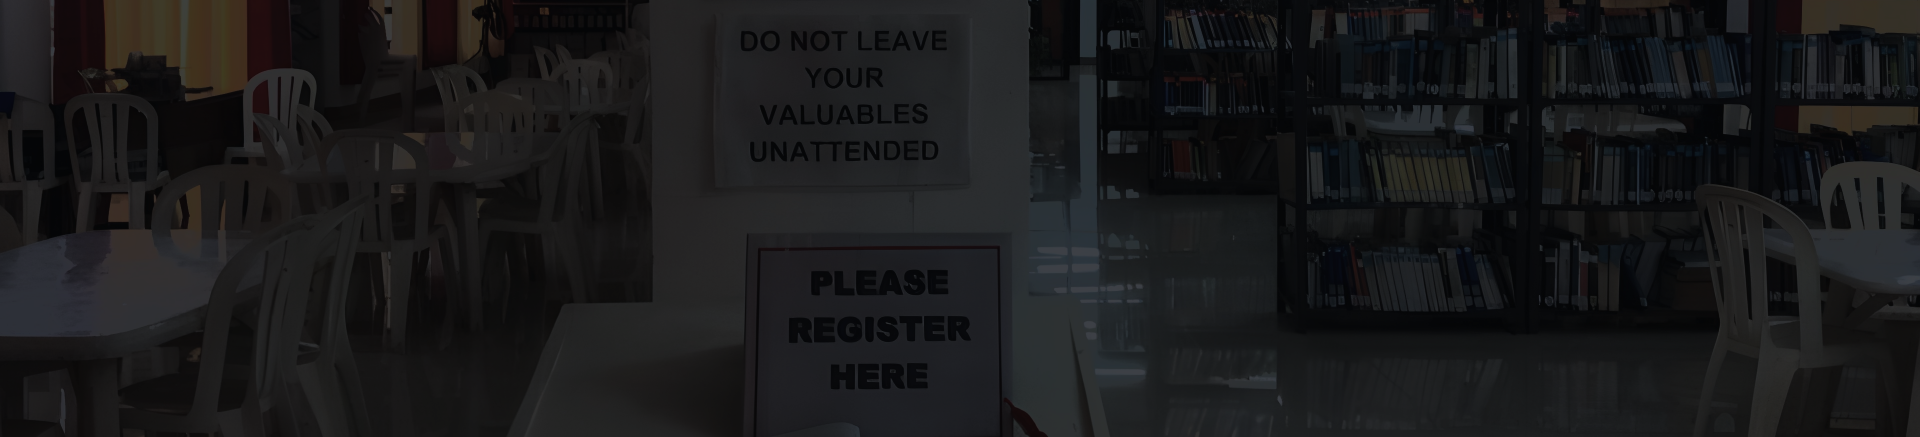 DO NOT LEAVE
YOUR
VALUABLES
UNATTENDED
PLEASE
REGISTER
HERE